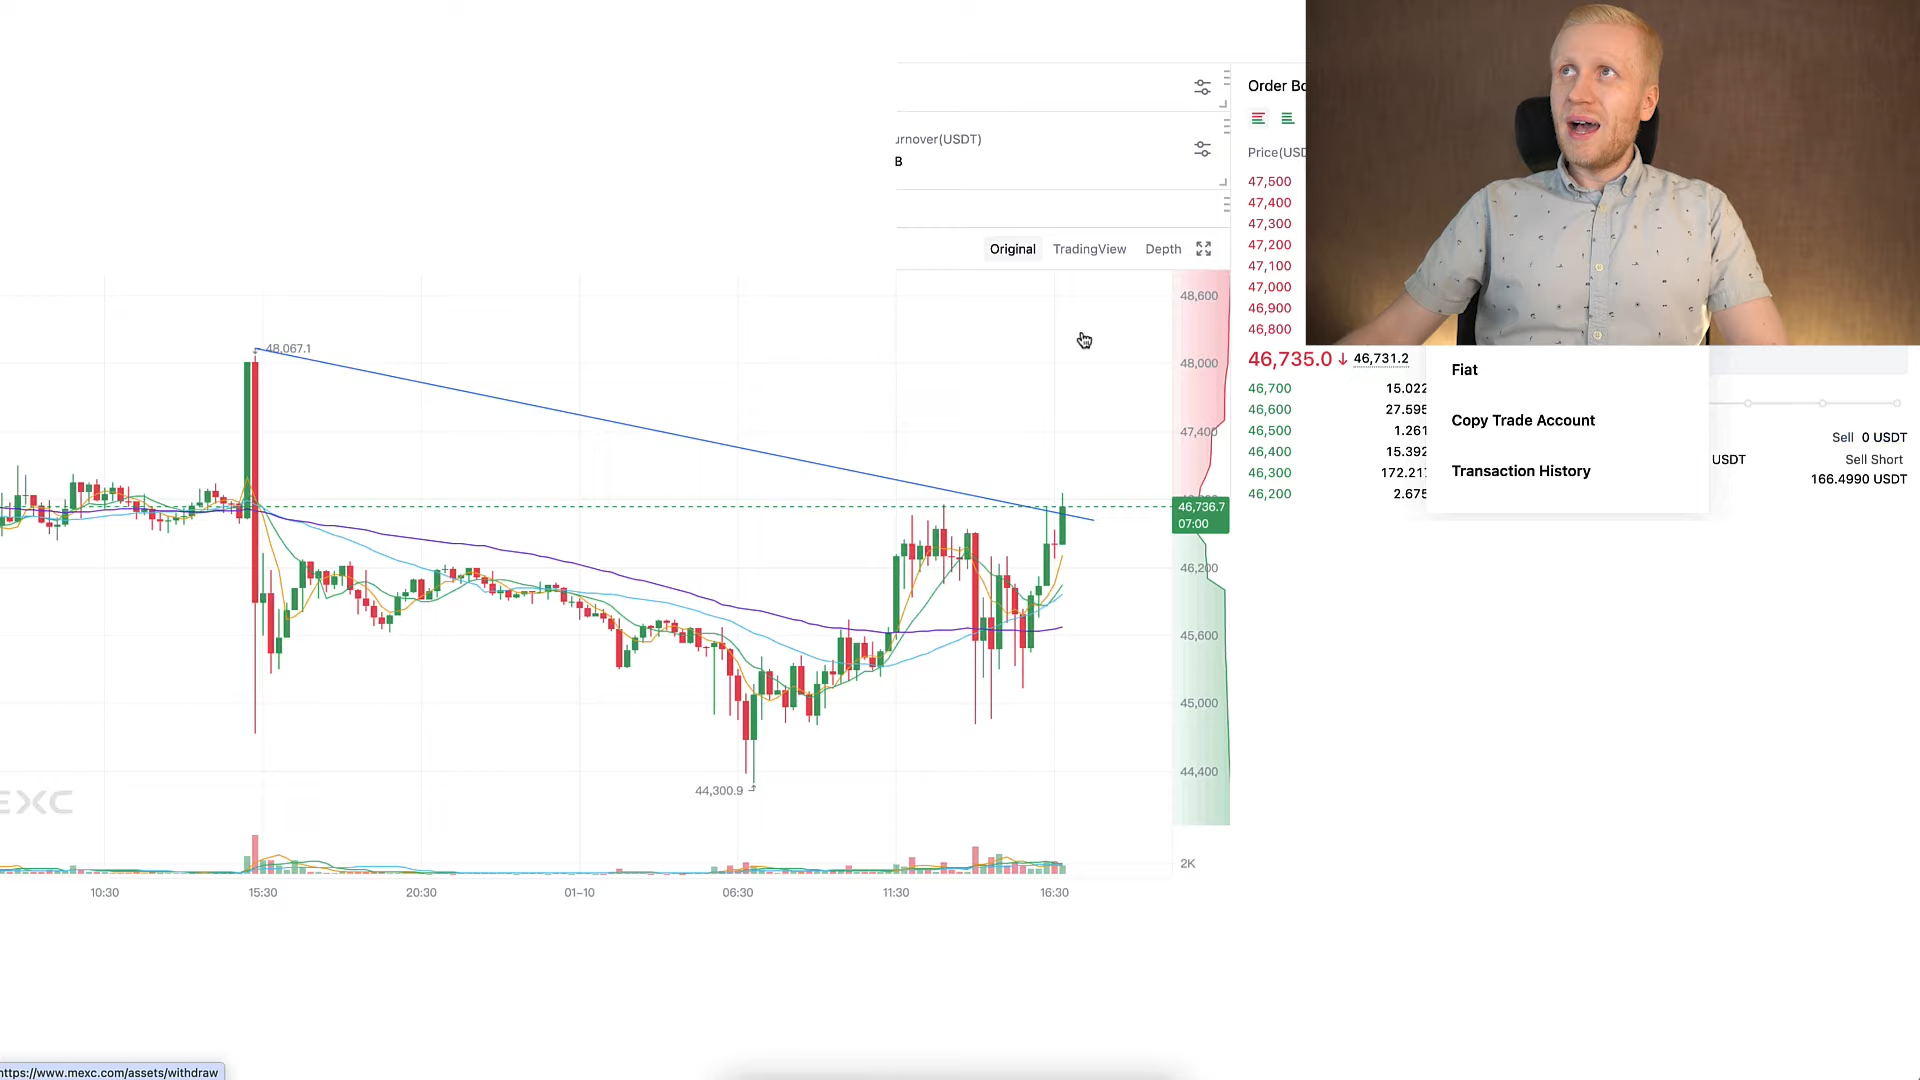 Order Bo
urnover(USDT)
B
Price(USD
47,500
47,400
47,300
47,200
47,100
47,000
46,900
46,800
Original TradingView Depth
46,735.0 ↓ 46,731.2
46,700 15.022
46,600 27.595
46,500 1.261
46,400 15.392
46,300 172.217
46,200 2.675
Fiat
Copy Trade Account
Transaction History
Sell 0 USDT
USDT Sell Short
166.4990 USDT
48,600
48,000
47,400
46,736.7
07:00
46,200
45,600
45,000
44,400
2K
48,067.1
44,300.9
EXC
10:30 15:30 20:30 01-10 06:30 11:30 16:30
https://www.mexc.com/assets/withdraw